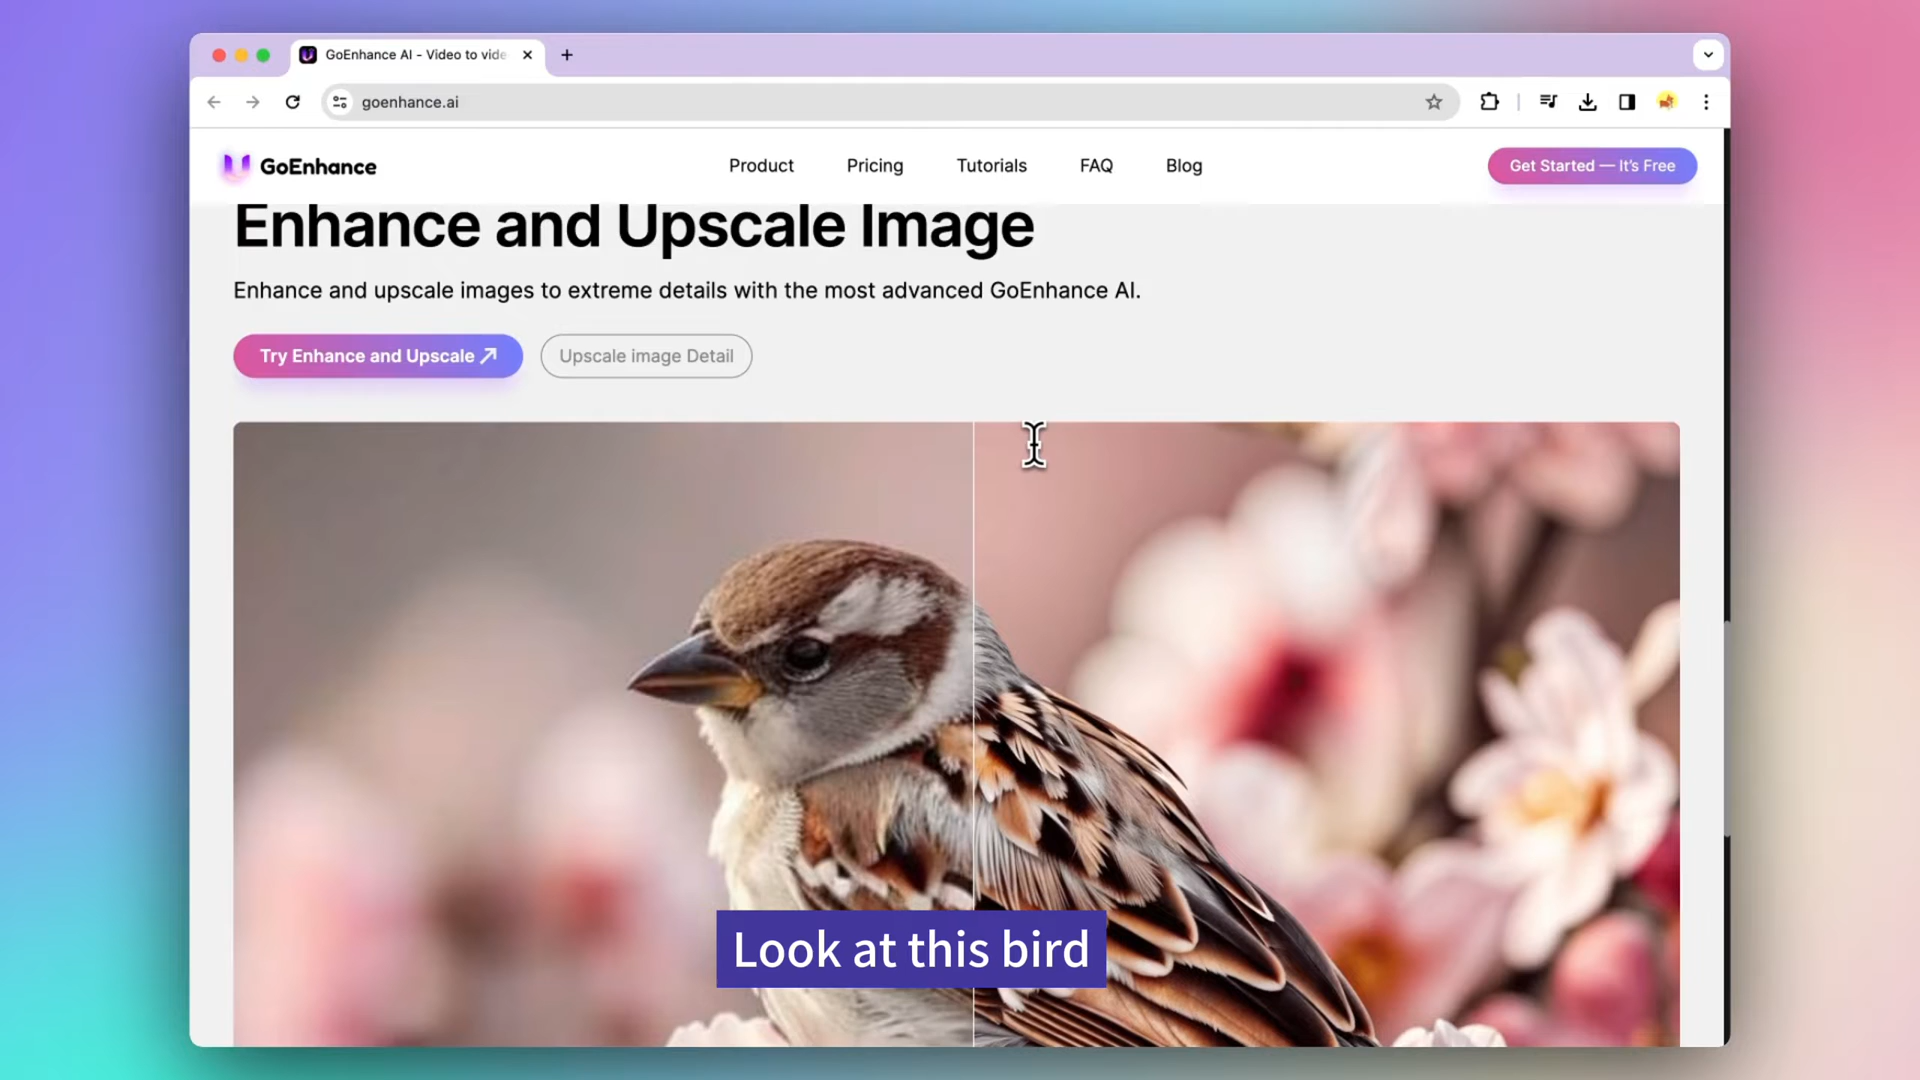 GoEnhance AI - Video to vide
goenhance.ai
GoEnhance
Product
Pricing
Tutorials
FAQ
Blog
Get Started — It's Free
Enhance and Upscale Image
Enhance and upscale images to extreme details with the most advanced GoEnhance AI.
Try Enhance and Upscale
Upscale image Detail
Look at this bird